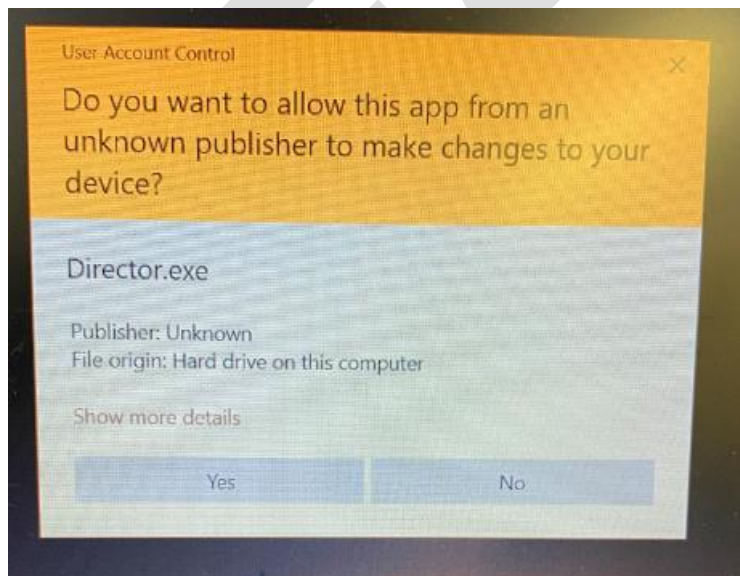 User Account Control
Do you want to allow this app from an
unknown publisher to make changes to your
device?
Director.exe
Publisher: Unknown
File origin: Hard drive on this computer
Show more details
Yes
No